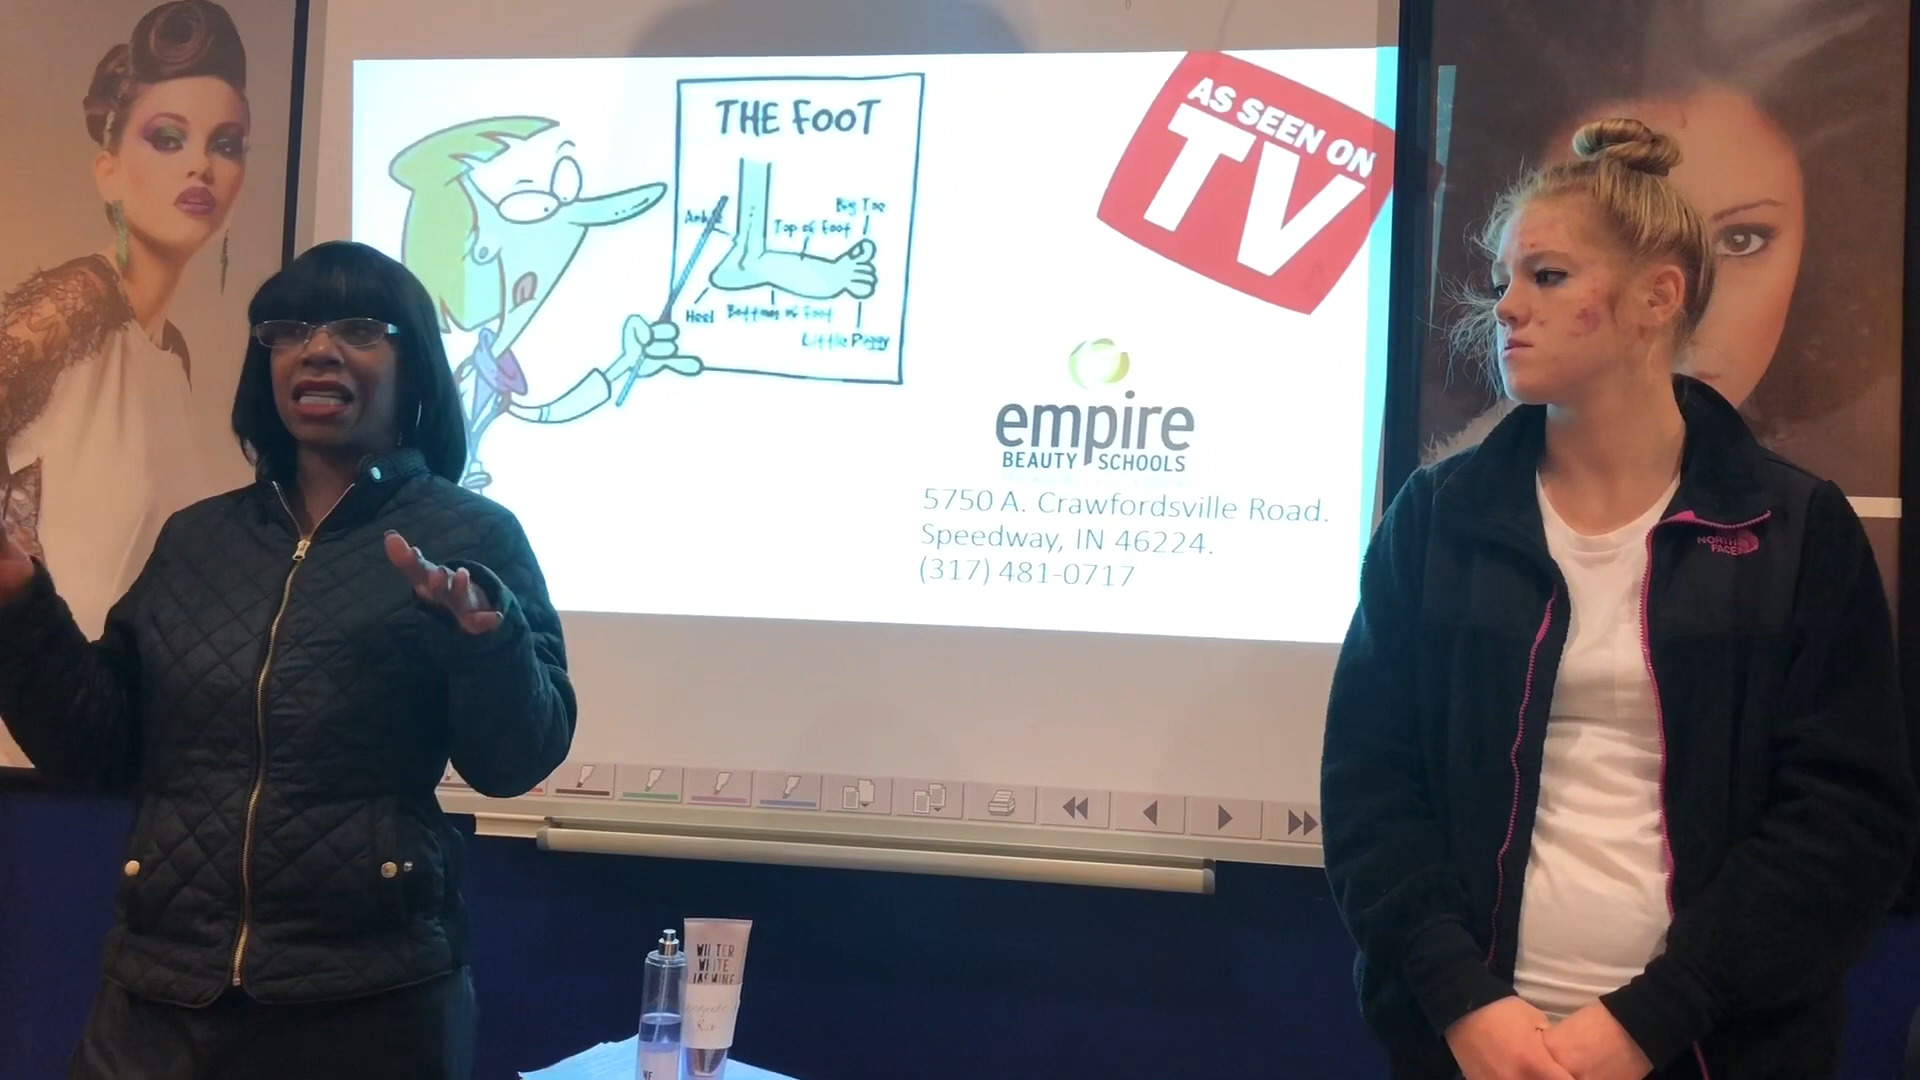 THE FOOT
Big Toe
Top of Foot
Heel Bottom of Foot
Little Piggy
AS SEEN ON
TV
empire
BEAUTY SCHOOLS
5750 A. Crawfordsville Road.
Speedway, IN 46224.
(317) 481-0717
NORTH
FACE
WINTER
WHITE
JASMINE